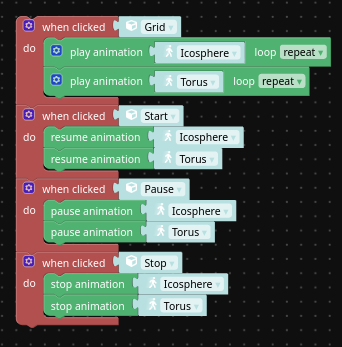 when clicked Grid
do play animation Icosphere loop repeat
play animation Torus loop repeat
when clicked Start
do resume animation Icosphere
resume animation Torus
when clicked Pause
do pause animation Icosphere
pause animation Torus
when clicked Stop
do stop animation Icosphere
stop animation Torus